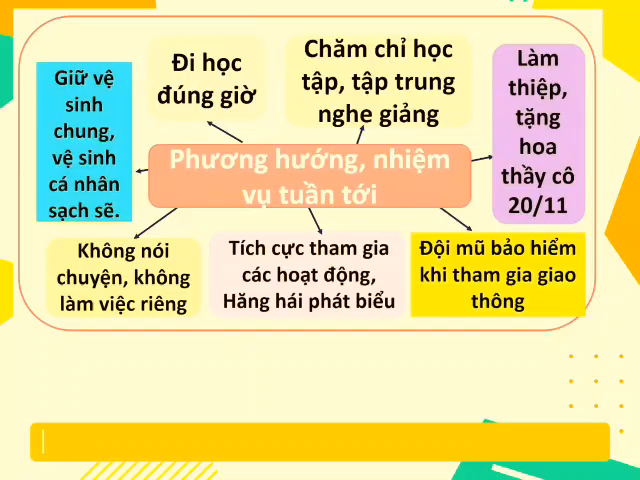 Giữ vệ
sinh
chung,
vệ sinh
cá nhân
sạch sẽ.
Đi học
đúng giờ
Chăm chỉ học
tập, tập trung
nghe giảng
Làm
thiệp,
tặng
hoa
thầy cô
20/11
Phương hướng, nhiệm
vụ tuần tới
Không nói
chuyện, không
làm việc riêng
Tích cực tham gia
các hoạt động,
Hăng hái phát biểu
Đội mũ bảo hiểm
khi tham gia giao
thông